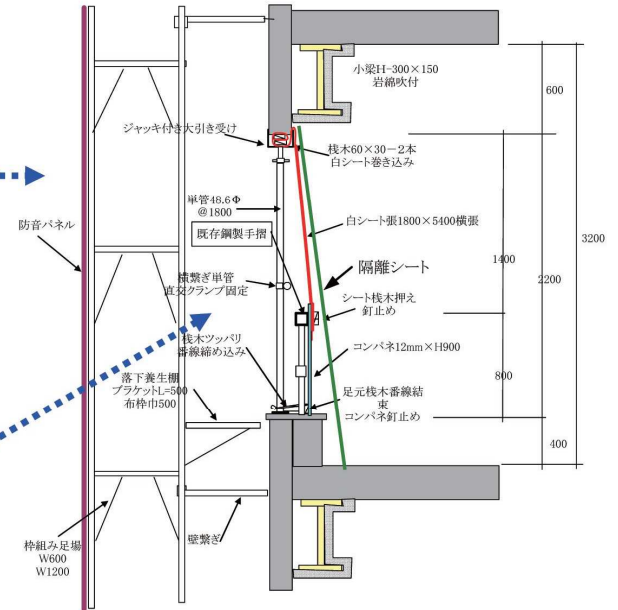 小梁H-300×150
岩綿吹付
600
ジャッキ付き大引き受け
桟木60×30－2本
白シート巻き込み
単管48.6Φ
@1800
防音パネル
既存鋼製手摺
白シート張1800×5400横張
1400
3200
2200
隔離シート
横繋ぎ単管
直交クランプ固定
シート桟木押え
釘止め
桟木ツッパリ
番線締め込み
コンパネ12mm×H900
800
落下養生棚
ブラケットL=500
布枠巾500
足元桟木番線結
束
コンパネ釘止め
400
枠組み足場
W600
W1200
壁繋ぎ